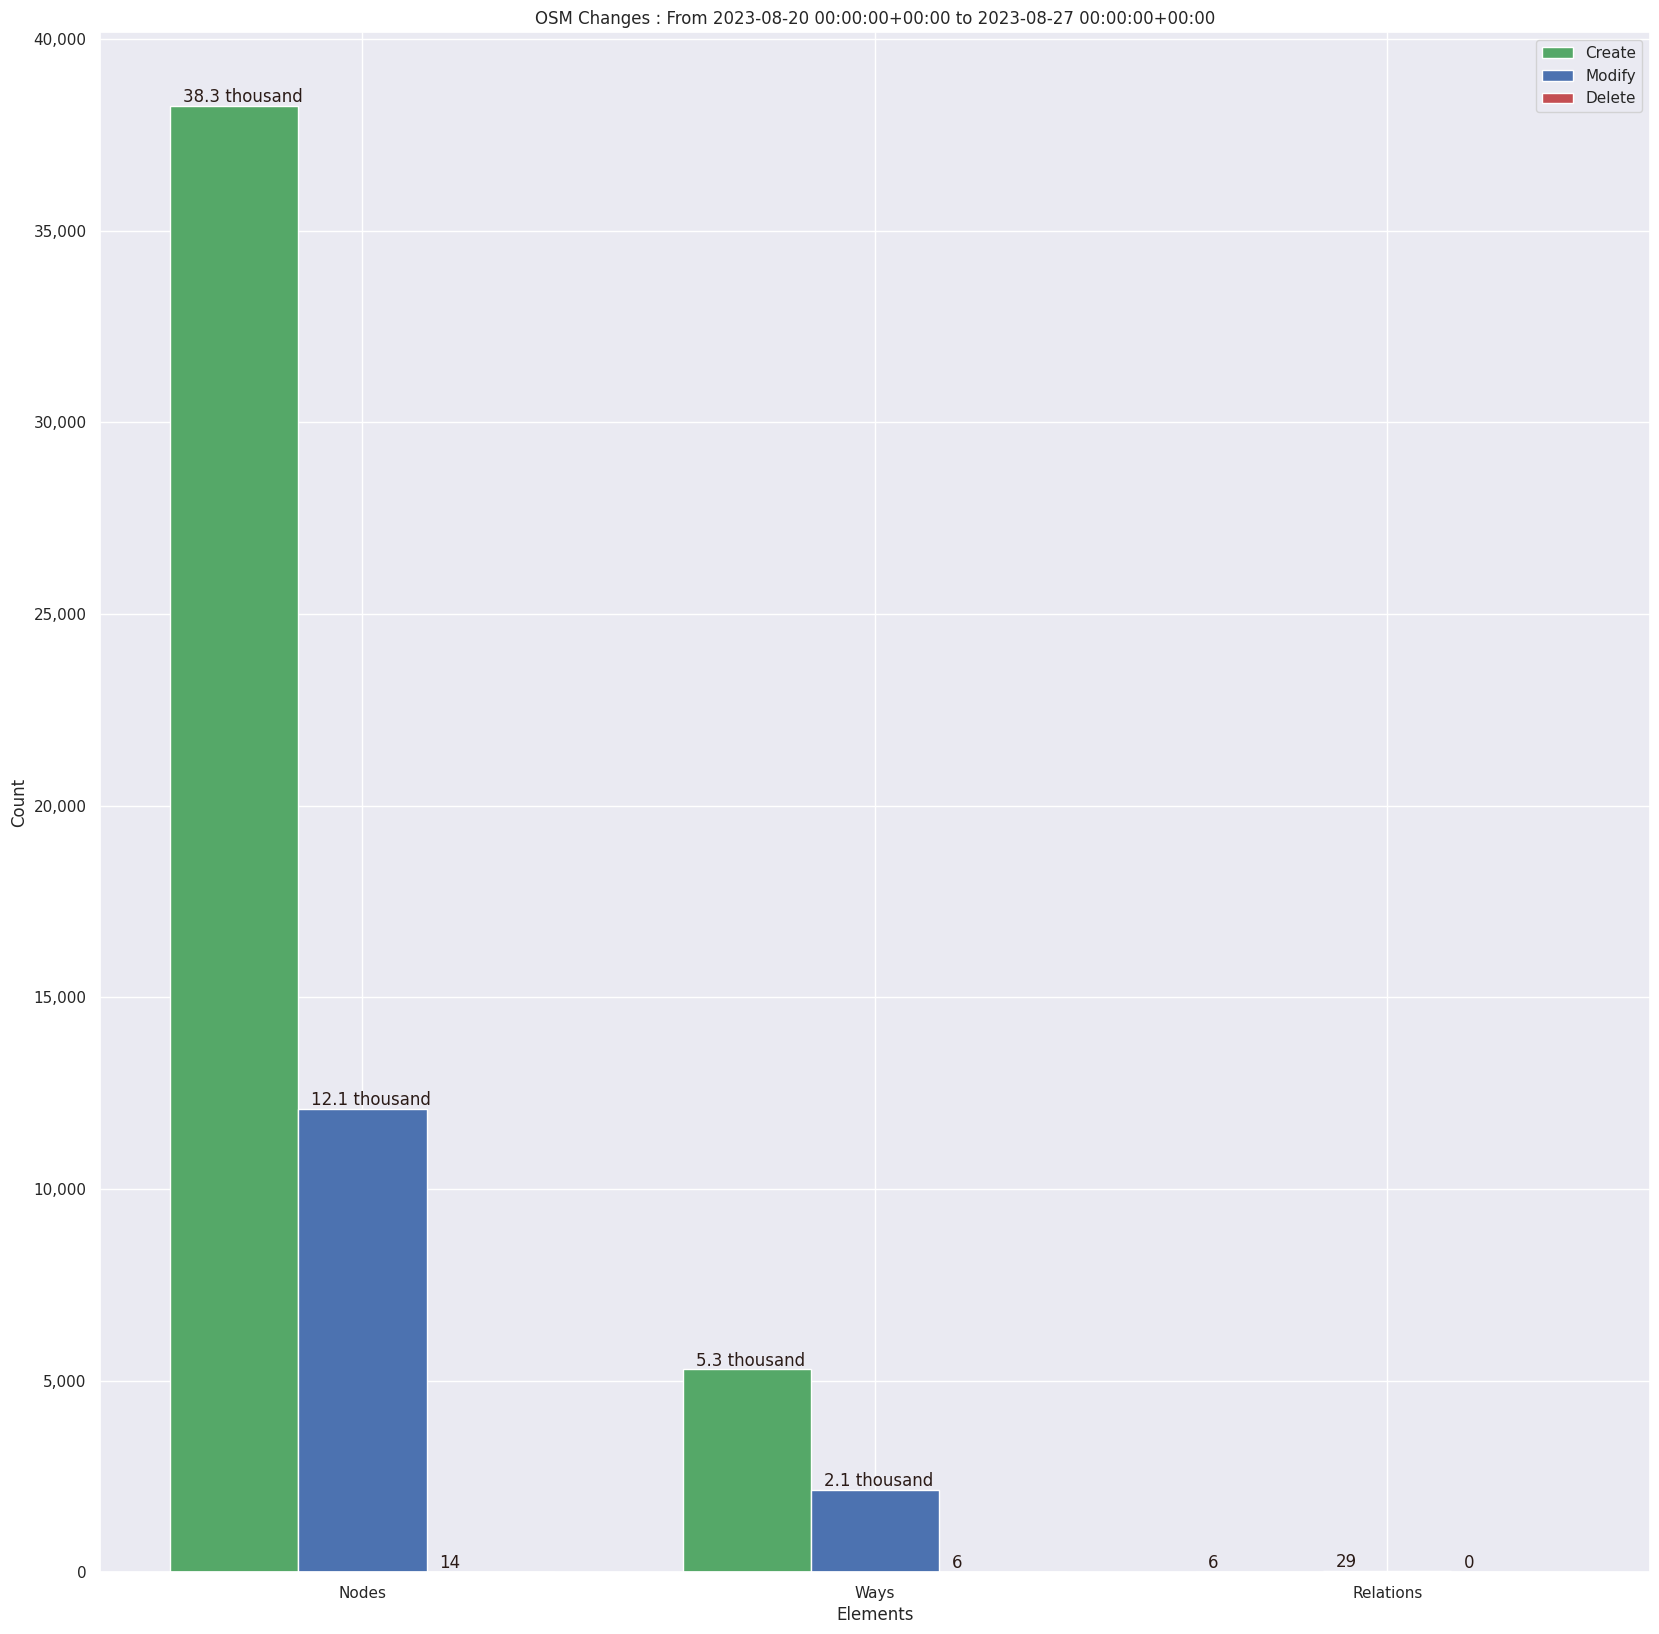 OSM Changes : From 2023-08-20 00:00:00+00:00 to 2023-08-27 00:00:00+00:00
Create
Modify
Delete
40,000
35,000
30,000
25,000
20,000
15,000
10,000
5,000
0
Count
38.3 thousand
12.1 thousand
14
5.3 thousand
2.1 thousand
6
6
29
0
Nodes
Ways
Relations
Elements